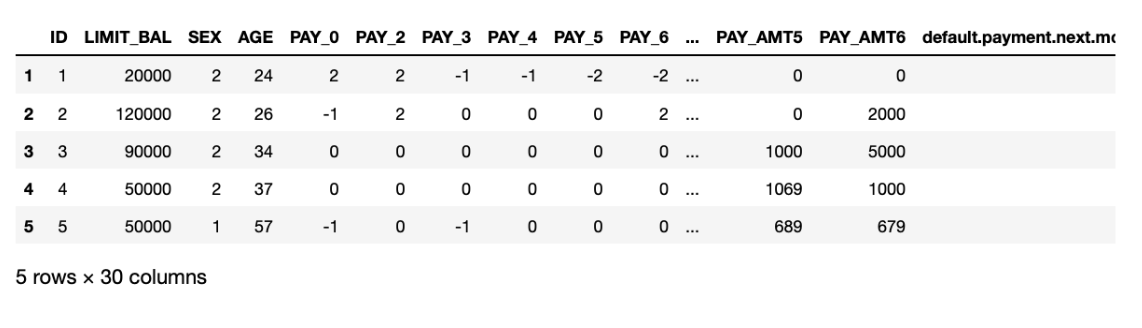 ID LIMIT_BAL SEX AGE PAY_0 PAY_2 PAY_3 PAY_4 PAY_5 PAY_6 ... PAY_AMT5 PAY_AMT6 default.payment.next.mo
1 1 20000 2 24 2 2 -1 -1 -2 -2 ... 0 0
2 2 120000 2 26 -1 2 0 0 0 2 ... 0 2000
3 3 90000 2 34 0 0 0 0 0 0 ... 1000 5000
4 4 50000 2 37 0 0 0 0 0 0 ... 1069 1000
5 5 50000 1 57 -1 0 -1 0 0 0 ... 689 679
5 rows × 30 columns